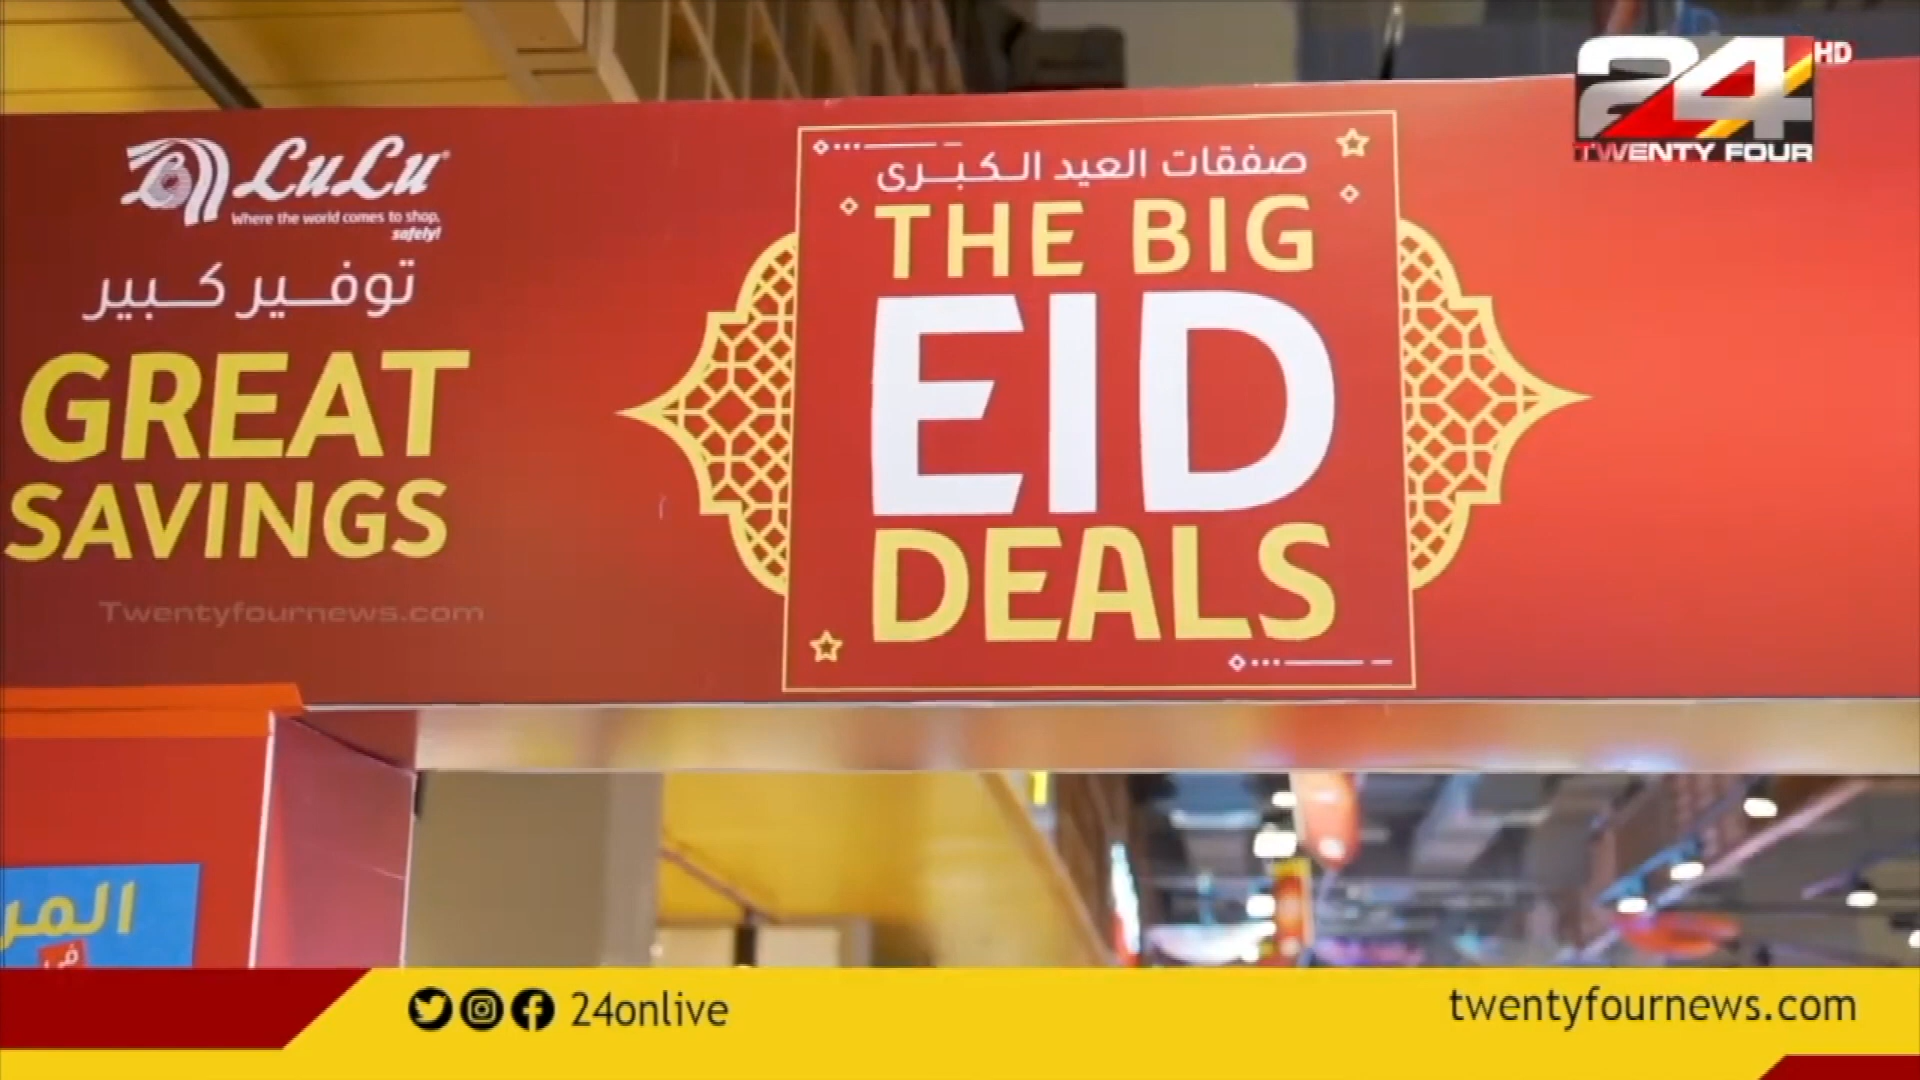 24 HD
TWENTY FOUR
LuLu
Where the world comes to shop,
safely!
توفير كبير
GREAT
SAVINGS
صفقات العيد الكبرى
THE BIG
EID
DEALS
Twentyfournews.com
في
24onlive
twentyfournews.com